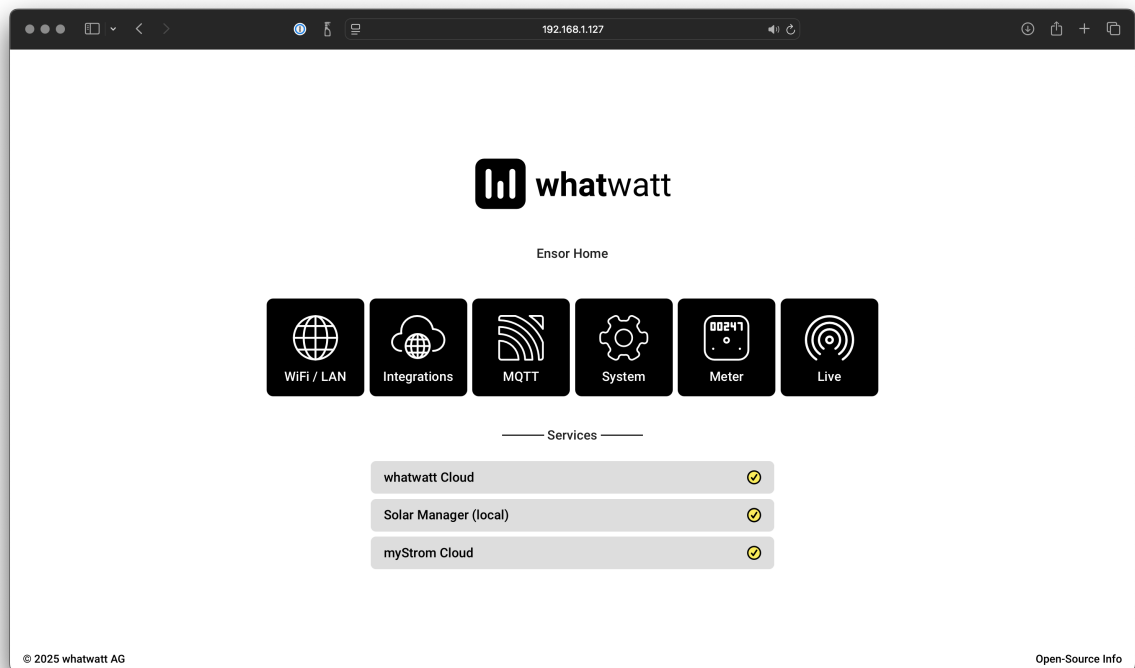 192.168.1.127
whatwatt
Ensor Home
WiFi / LAN
Integrations
MQTT
System
00247
Meter
Live
Services
whatwatt Cloud
Solar Manager (local)
myStrom Cloud
© 2025 whatwatt AG
Open-Source Info